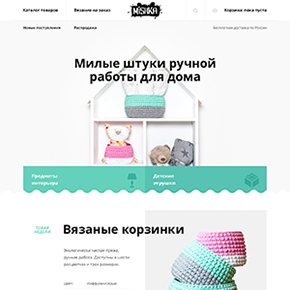 Каталог товаров Вязание на заказ MISHKA Корзина: пока пуста
Новые поступления Распродажа Бесплатная доставка по России
Милые штуки ручной
работы для дома
Предметы
интерьера
Детские
игрушки
ТОВАР
НЕДЕЛИ
Вязаные корзинки
Экологически чистая пряжа,
ручная работа. Доступны в шести
расцветках и трех размерах.